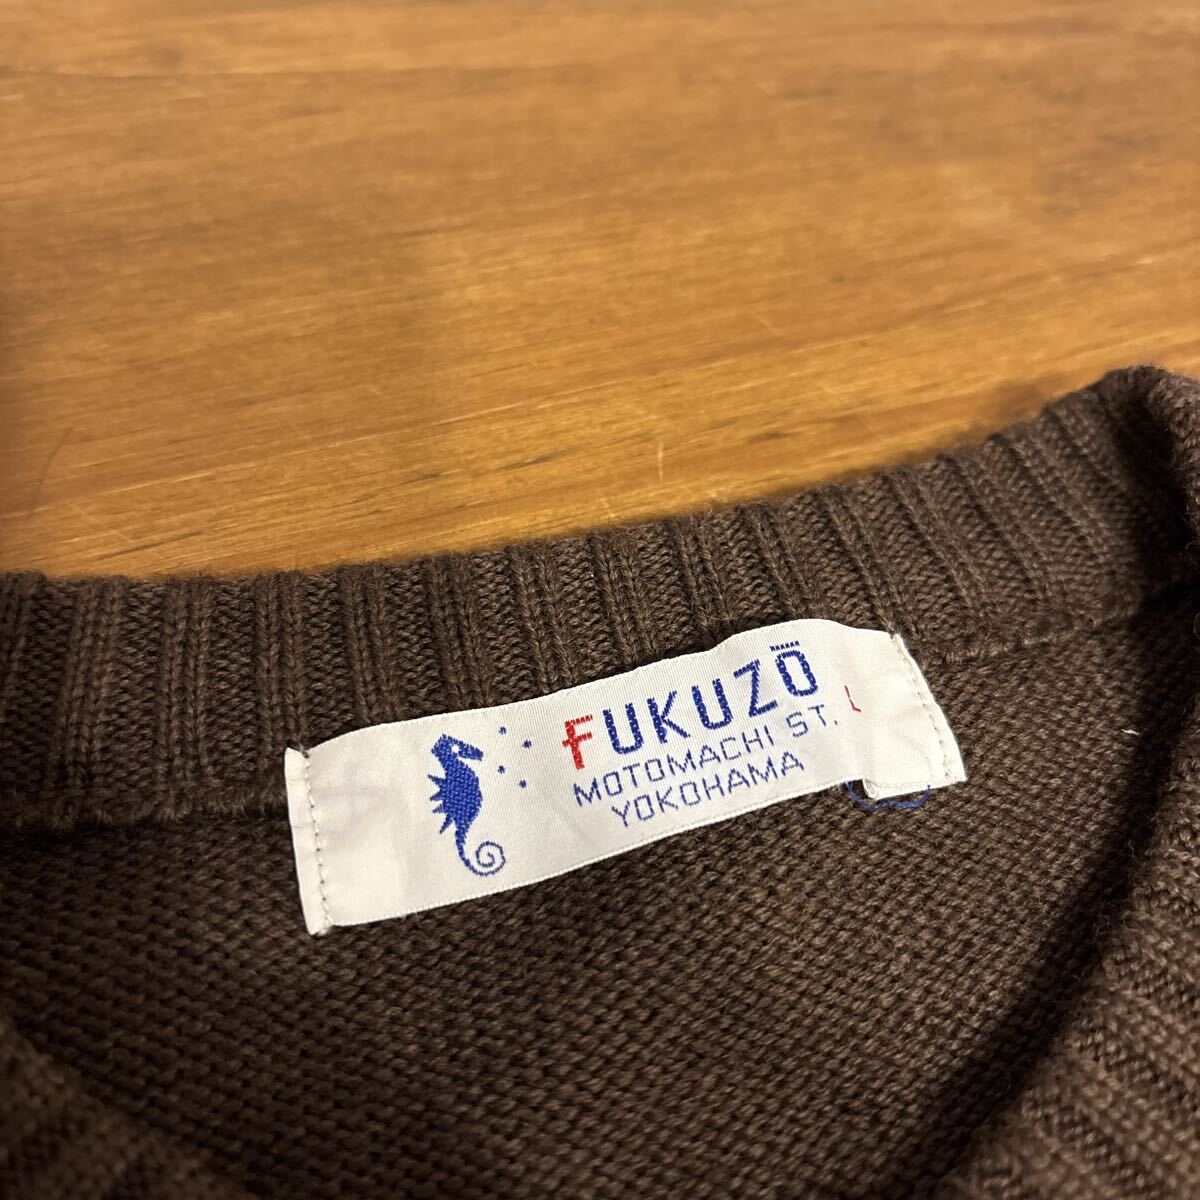 FUKUZŌ
MOTOMACHI ST.
YOKOHAMA
L